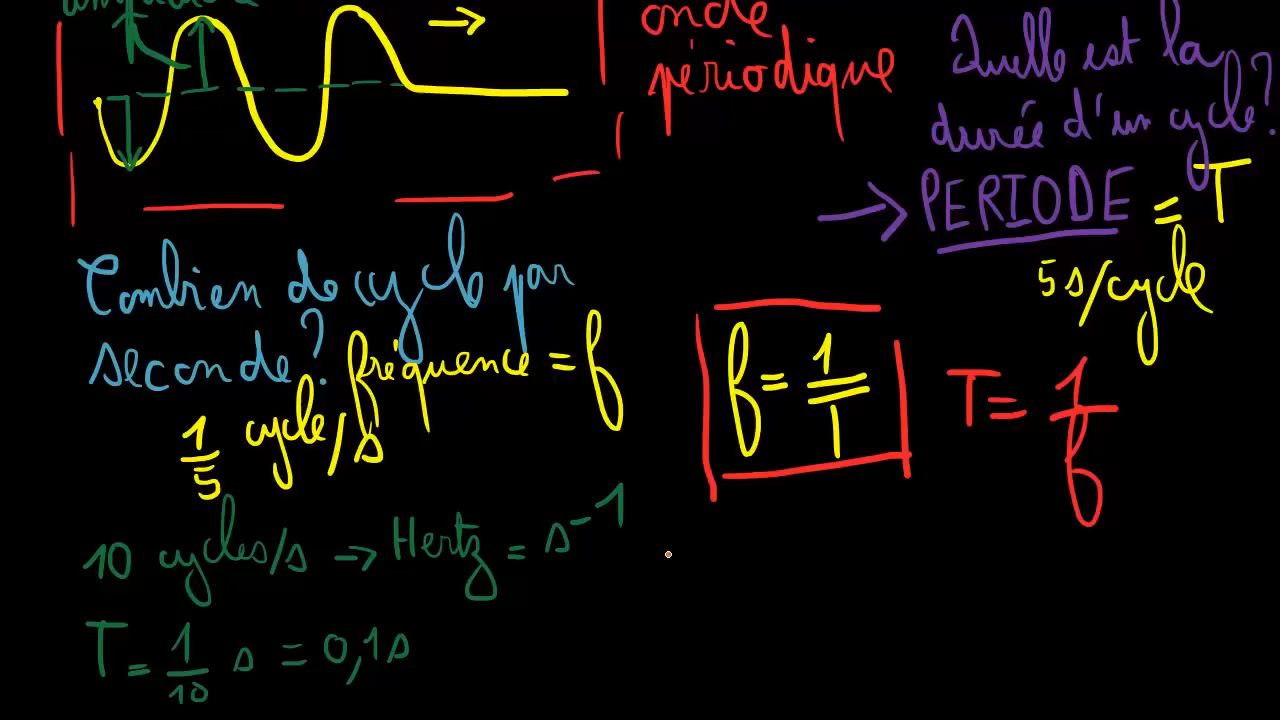 amplitude
onde
périodique
Quelle est la
durée d'un cycle?
→ PERIODE = T
5 s/cycle
Combien de cycle par
seconde? fréquence = f
1/5 cycle/s
f = 1/T
T = 1/f
10 cycles/s → Hertz = s⁻¹
T = 1/10 s = 0,1 s